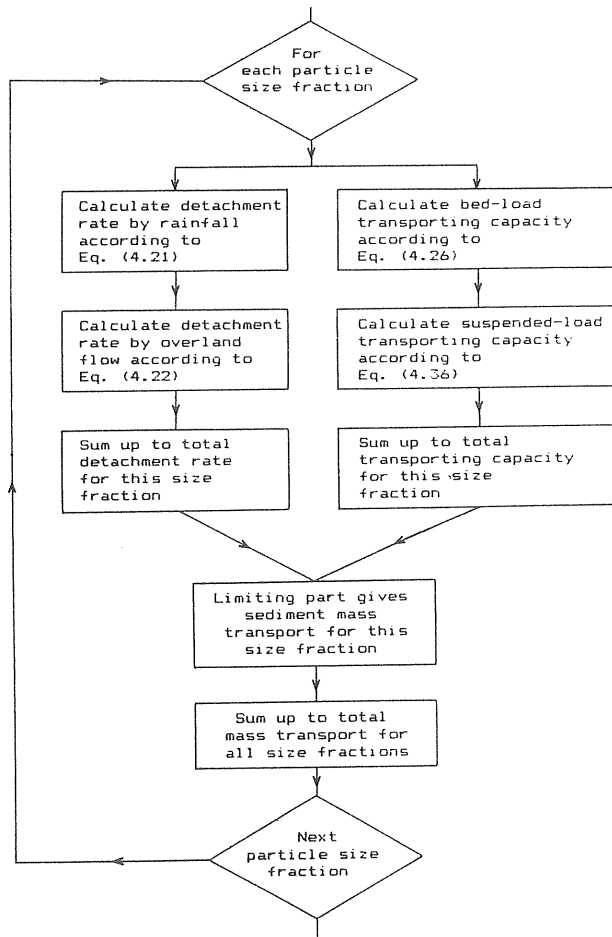 For
each particle
size fraction
Calculate detachment
rate by rainfall
according to
Eq. (4.21)
Calculate detachment
rate by overland
flow according to
Eq. (4.22)
Sum up to total
detachment rate
for this size
fraction
Calculate bed-load
transporting capacity
according to
Eq. (4.26)
Calculate suspended-load
transporting capacity
according to
Eq. (4.36)
Sum up to total
transporting capacity
for this size
fraction
Limiting part gives
sediment mass
transport for this
size fraction
Sum up to total
mass transport for
all size fractions
Next
particle size
fraction